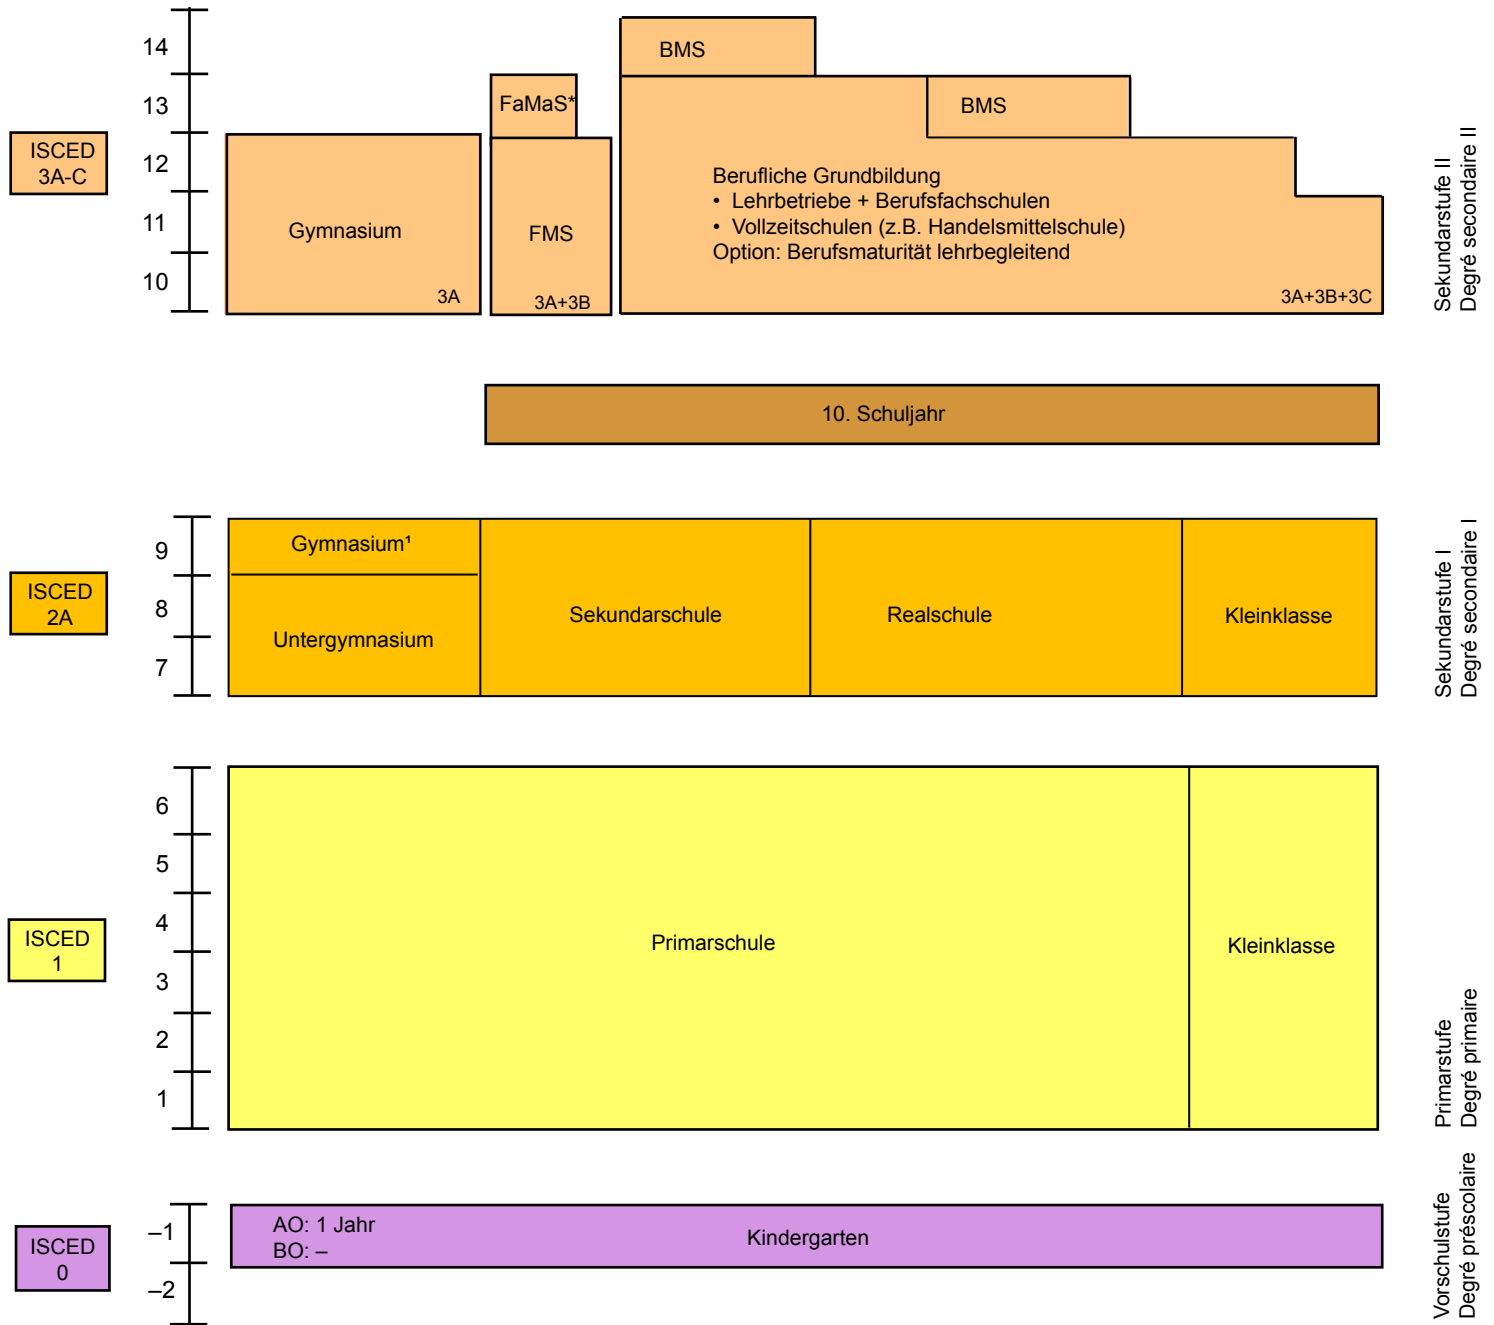 14
BMS
FaMaS*
13
BMS
ISCED
3A-C
12
Berufliche Grundbildung
• Lehrbetriebe + Berufsfachschulen
• Vollzeitschulen (z.B. Handelsmittelschule)
Option: Berufsmaturität lehrbegleitend
11
Gymnasium
FMS
10
3A
3A+3B
3A+3B+3C
Sekundarstufe II
Degré secondaire II
10. Schuljahr
9
Gymnasium¹
ISCED
2A
8
Sekundarschule
Realschule
Kleinklasse
Untergymnasium
7
Sekundarstufe I
Degré secondaire I
6
5
4
ISCED
1
Primarschule
Kleinklasse
3
2
1
Primarstufe
Degré primaire
–1
AO: 1 Jahr
BO: –
Kindergarten
ISCED
0
–2
Vorschulstufe
Degré préscolaire